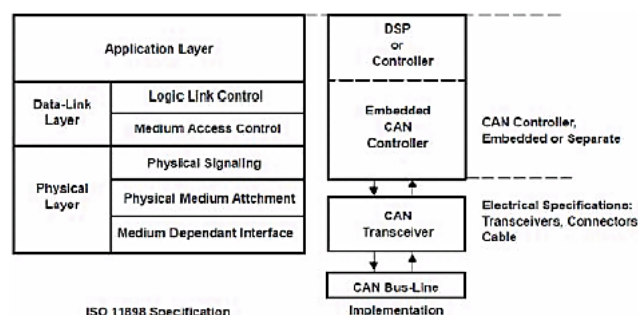 Application Layer
Data-Link
Layer
Logic Link Control
Medium Access Control
Physical
Layer
Physical Signaling
Physical Medium Attchment
Medium Dependant Interface
ISO 11898 Specification
DSP
or
Controller
Embedded
CAN
Controller
CAN
Transceiver
CAN Bus-Line
Implementation
CAN Controller,
Embedded or Separate
Electrical Specifications:
Transceivers, Connectors
Cable